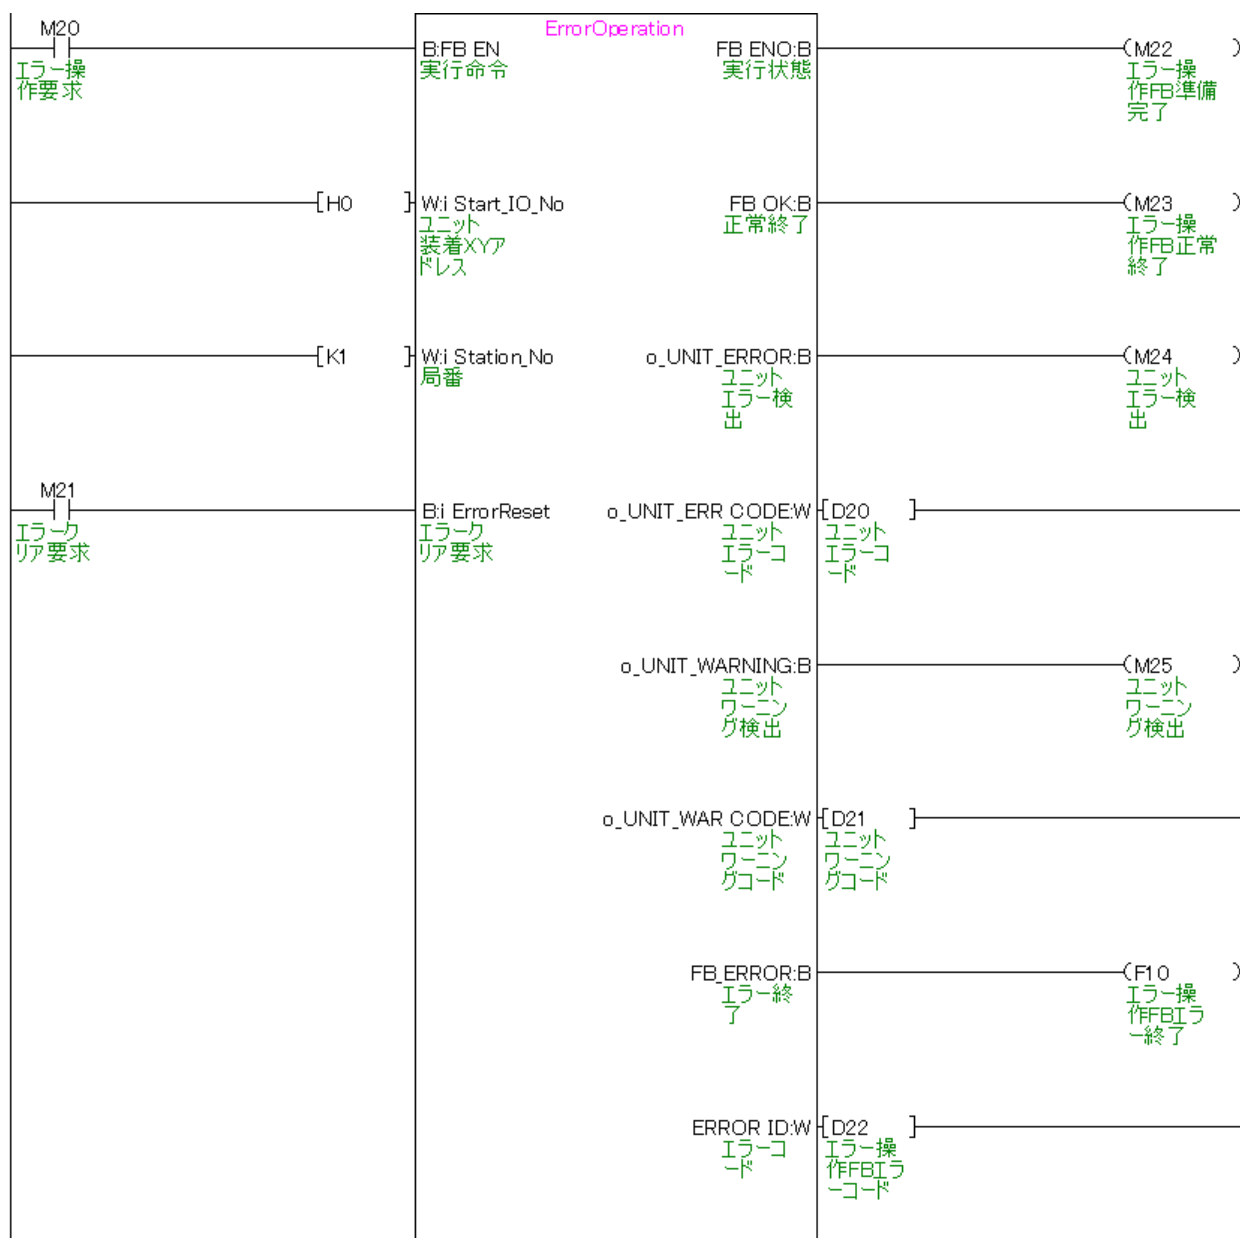 ErrorOperation
M20
B:FB EN
FB ENO:B
(M22 )
エラー操
作要求
実行命令
実行状態
エラー操
作FB準備
完了
[H0 ]
W:i Start_IO_No
FB OK:B
(M23 )
ユニット
装着XYア
ドレス
正常終了
エラー操
作FB正常
終了
[K1 ]
W:i Station_No
o_UNIT_ERROR:B
(M24 )
局番
ユニット
エラー検
出
ユニット
エラー検
出
M21
B:i ErrorReset
o_UNIT_ERR CODE:W
[D20 ]
エラーク
リア要求
エラーク
リア要求
ユニット
エラーコ
ード
ユニット
エラーコ
ード
o_UNIT_WARNING:B
(M25 )
ユニット
ワーニン
グ検出
ユニット
ワーニン
グ検出
o_UNIT_WAR CODE:W
[D21 ]
ユニット
ワーニン
グコード
ユニット
ワーニン
グコード
FB_ERROR:B
(F10 )
エラー終
了
エラー操
作FBエラ
ー終了
ERROR ID:W
[D22 ]
エラーコ
ード
エラー操
作FBエラ
ーコード